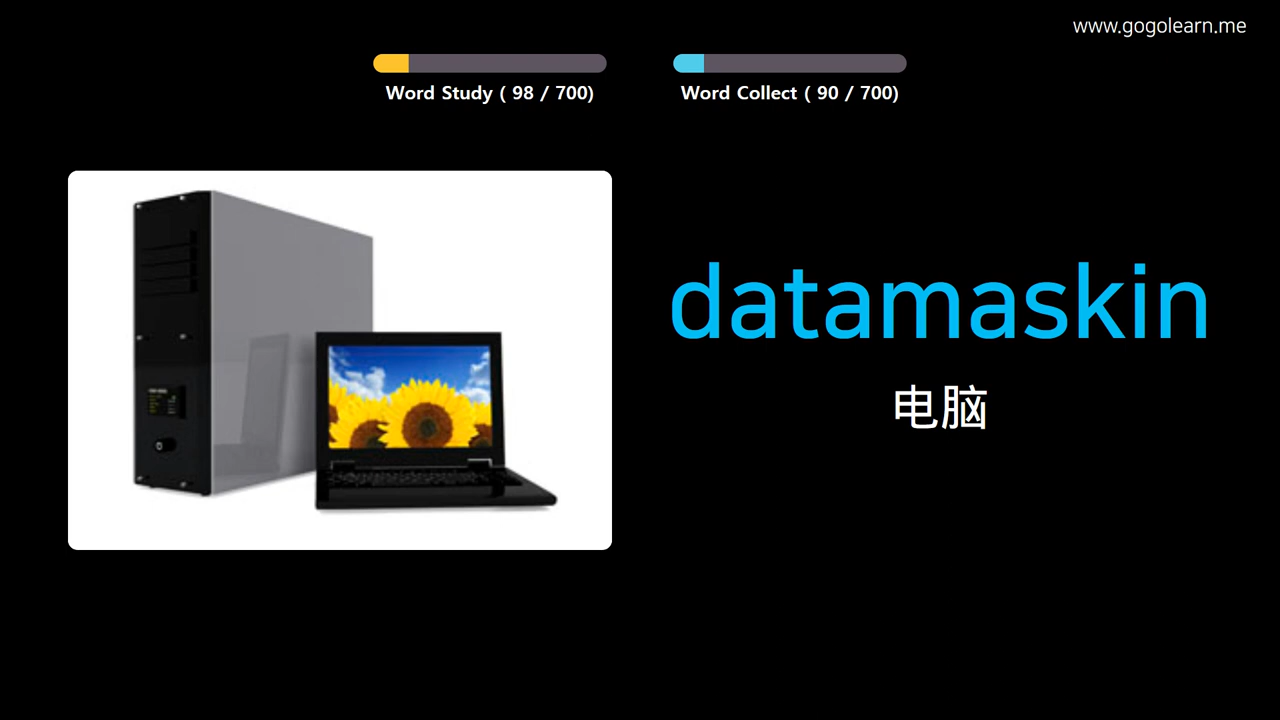 www.gogolearn.me
Word Study ( 98 / 700)
Word Collect ( 90 / 700)
datamaskin
电脑